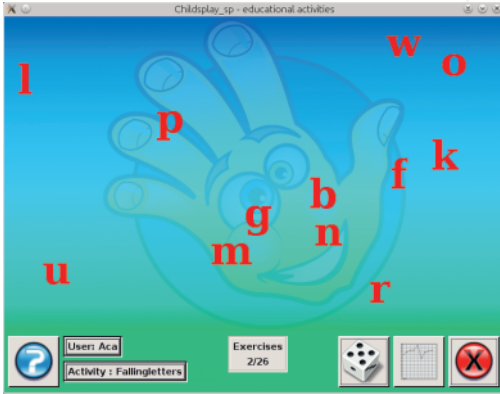 Childsplay_sp - educational activities
w
o
l
p
k
f
b
g
n
m
u
r
User: Aca
Exercises
2/26
Activity : Fallingletters